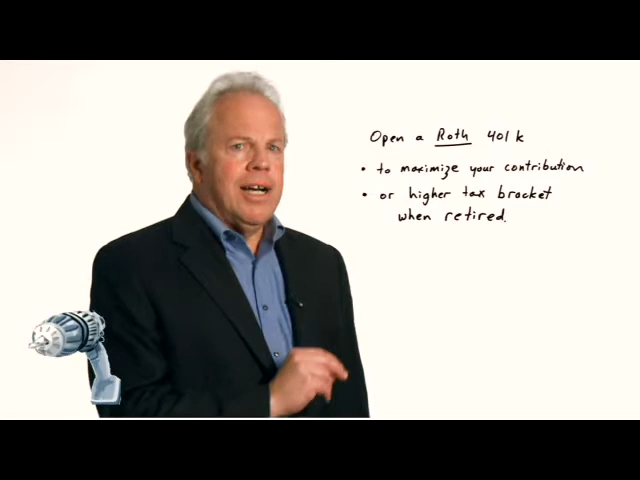 Open a Roth 401 k
• to maximize your contribution
• or higher tax bracket
when retired.